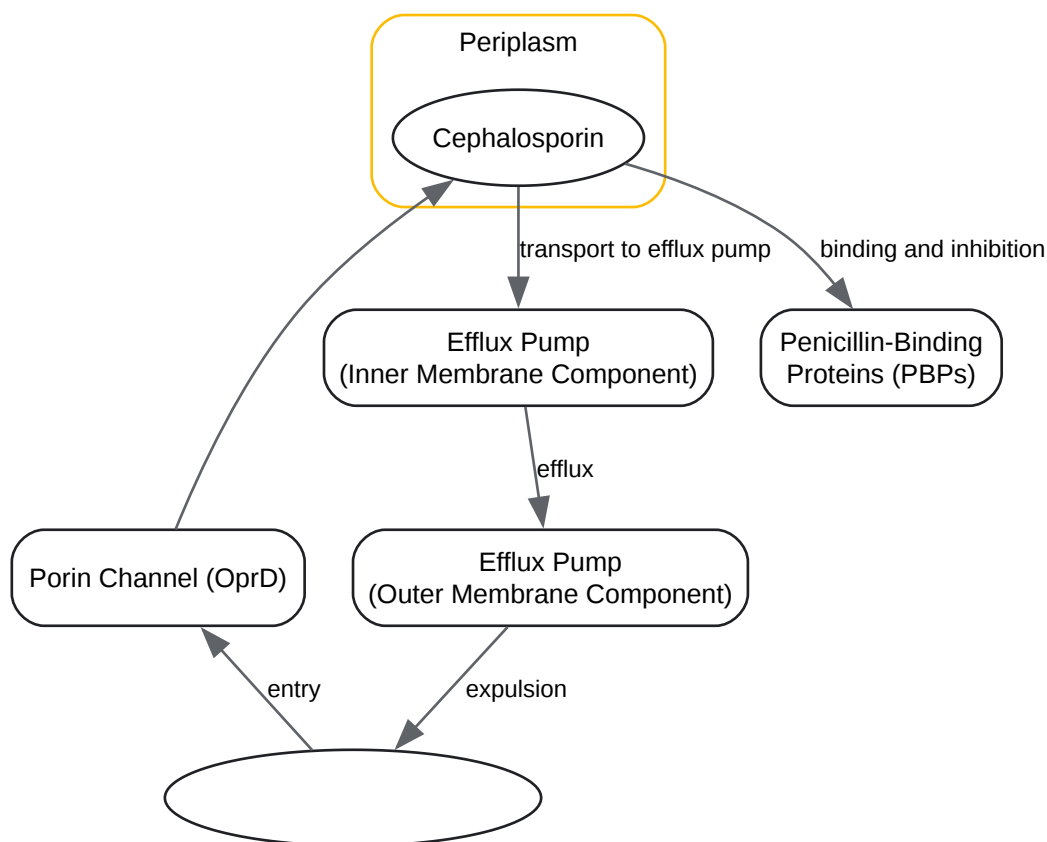 Periplasm
Cephalosporin
transport to efflux pump
binding and inhibition
Efflux Pump
(Inner Membrane Component)
Penicillin-Binding
Proteins (PBPs)
efflux
Porin Channel (OprD)
Efflux Pump
(Outer Membrane Component)
entry
expulsion